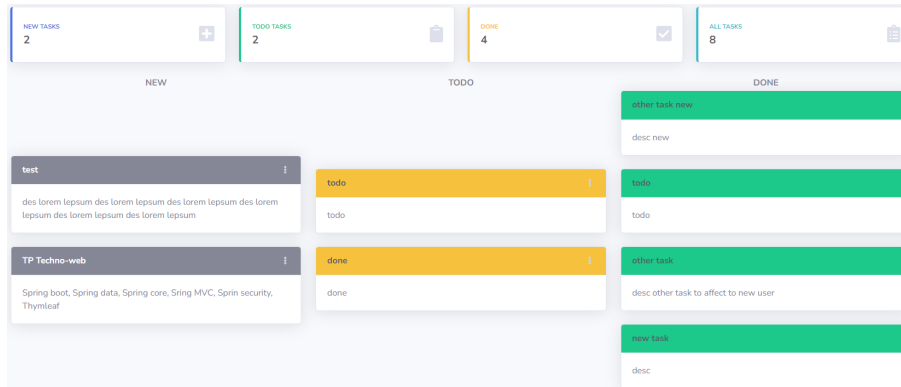 NEW TASKS
2
TODO TASKS
2
DONE
4
ALL TASKS
8
NEW
TODO
DONE
test
des lorem lepsum des lorem lepsum des lorem lepsum des lorem
lepsum des lorem lepsum des lorem lepsum
TP Techno-web
Spring boot, Spring data, Spring core, Sring MVC, Sprin security,
Thymleaf
todo
todo
done
done
other task new
desc new
todo
todo
other task
desc other task to affect to new user
new task
desc